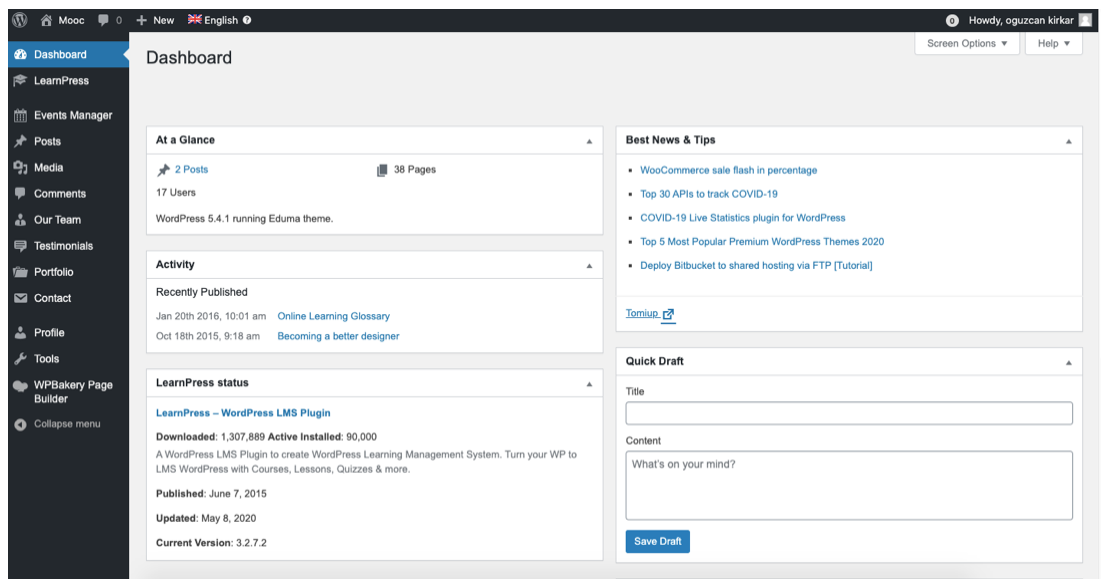 Mooc 0 New English Howdy, oguzcan kirkar
0
Dashboard
LearnPress
Events Manager
Posts
Media
Comments
Our Team
Testimonials
Portfolio
Contact
Profile
Tools
WPBakery Page
Builder
Collapse menu
Dashboard
Screen Options ▼
Help ▼
At a Glance
2 Posts
38 Pages
17 Users
WordPress 5.4.1 running Eduma theme.
Activity
Recently Published
Jan 20th 2016, 10:01 am Online Learning Glossary
Oct 18th 2015, 9:18 am Becoming a better designer
LearnPress status
LearnPress – WordPress LMS Plugin
Downloaded: 1,307,889 Active Installed: 90,000
A WordPress LMS Plugin to create WordPress Learning Management System. Turn your WP to
LMS WordPress with Courses, Lessons, Quizzes & more.
Published: June 7, 2015
Updated: May 8, 2020
Current Version: 3.2.7.2
Best News & Tips
WooCommerce sale flash in percentage
Top 30 APIs to track COVID-19
COVID-19 Live Statistics plugin for WordPress
Top 5 Most Popular Premium WordPress Themes 2020
Deploy Bitbucket to shared hosting via FTP [Tutorial]
Tomiup
Quick Draft
Title
Content
What's on your mind?
Save Draft